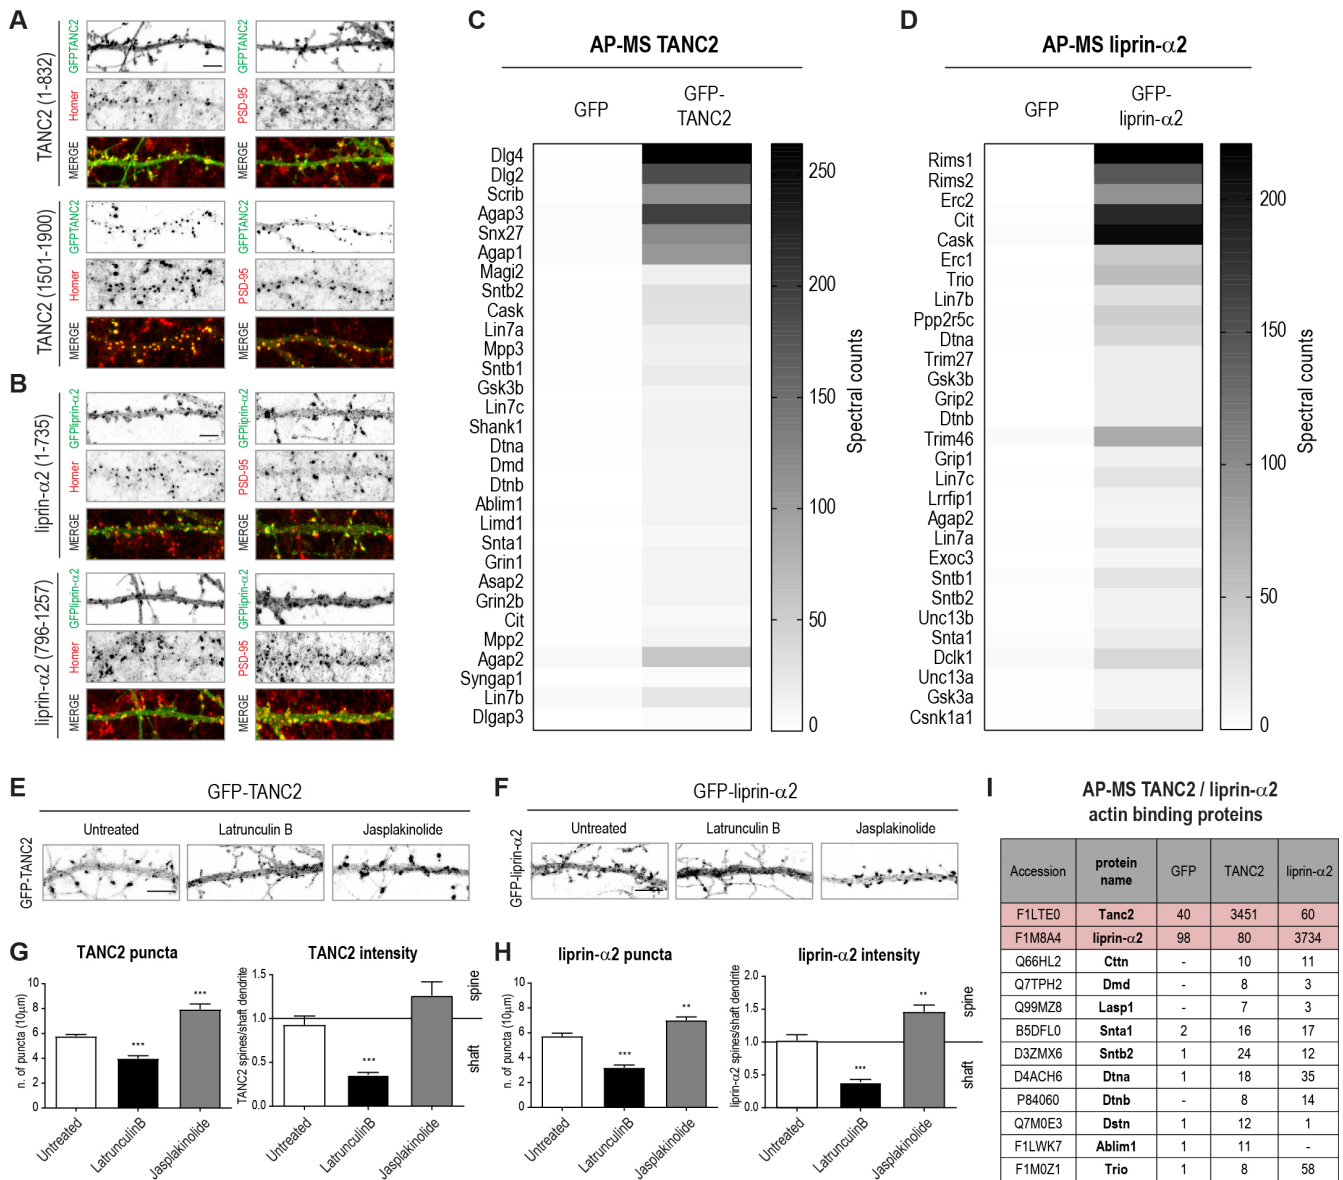 A
TANC2 (1-832)
GFPTANC2
GFPTANC2
Homer
PSD-95
MERGE
MERGE
TANC2 (1501-1900)
GFPTANC2
GFPTANC2
Homer
PSD-95
MERGE
MERGE
B
liprin-α2 (1-735)
GFPliprin-α2
GFPliprin-α2
Homer
PSD-95
MERGE
MERGE
liprin-α2 (796-1257)
GFPliprin-α2
GFPliprin-α2
Homer
PSD-95
MERGE
MERGE
C
AP-MS TANC2
GFP
GFP-
TANC2
Dlg4
Dlg2
Scrib
Agap3
Snx27
Agap1
Magi2
Sntb2
Cask
Lin7a
Mpp3
Sntb1
Gsk3b
Lin7c
Shank1
Dtna
Dmd
Dtnb
Ablim1
Limd1
Snta1
Grin1
Asap2
Grin2b
Cit
Mpp2
Agap2
Syngap1
Lin7b
Dlgap3
250
200
150
100
50
0
Spectral counts
D
AP-MS liprin-α2
GFP
GFP-
liprin-α2
Rims1
Rims2
Erc2
Cit
Cask
Erc1
Trio
Lin7b
Ppp2r5c
Dtna
Trim27
Gsk3b
Grip2
Dtnb
Trim46
Grip1
Lin7c
Lrrfip1
Agap2
Lin7a
Exoc3
Sntb1
Sntb2
Unc13b
Snta1
Dclk1
Unc13a
Gsk3a
Csnk1a1
200
150
100
50
0
Spectral counts
E
GFP-TANC2
Untreated Latrunculin B Jasplakinolide
GFP-TANC2
F
GFP-liprin-α2
Untreated Latrunculin B Jasplakinolide
GFP-liprin-α2
G
TANC2 puncta
n. of puncta (10µm)
10
8
6
4
2
0
***
***
Untreated
LatrunculinB
Jasplakinolide
TANC2 intensity
TANC2 spines/shaft dendrite
1.5
1.0
0.5
0.0
***
spine
shaft
Untreated
LatrunculinB
Jasplakinolide
H
liprin-α2 puncta
n. of puncta (10µm)
10
8
6
4
2
0
***
**
Untreated
LatrunculinB
Jasplakinolide
liprin-α2 intensity
liprin-α2 spines/shaft dendrite
2.0
1.5
1.0
0.5
0.0
***
**
spine
shaft
Untreated
LatrunculinB
Jasplakinolide
I
AP-MS TANC2 / liprin-α2
actin binding proteins
Accession protein name GFP TANC2 liprin-α2
F1LTE0 Tanc2 40 3451 60
F1M8A4 liprin-α2 98 80 3734
Q66HL2 Cttn - 10 11
Q7TPH2 Dmd - 8 3
Q99MZ8 Lasp1 - 7 3
B5DFL0 Snta1 2 16 17
D3ZMX6 Sntb2 1 24 12
D4ACH6 Dtna 1 18 35
P84060 Dtnb - 8 14
Q7M0E3 Dstn 1 12 1
F1LWK7 Ablim1 1 11 -
F1M0Z1 Trio 1 8 58